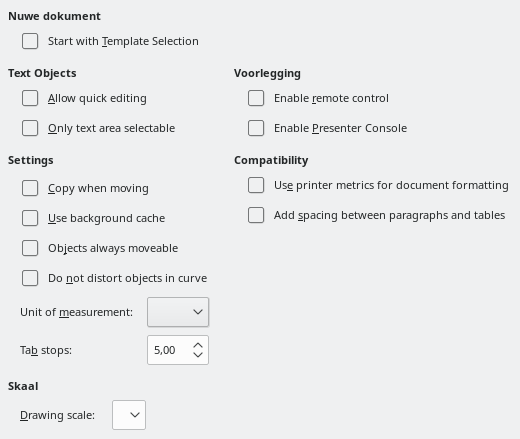 Nuwe dokument
Start with Template Selection
Text Objects
Allow quick editing
Only text area selectable
Voorlegging
Enable remote control
Enable Presenter Console
Settings
Copy when moving
Use background cache
Objects always moveable
Do not distort objects in curve
Unit of measurement:
Tab stops: 5,00
Compatibility
Use printer metrics for document formatting
Add spacing between paragraphs and tables
Skaal
Drawing scale: